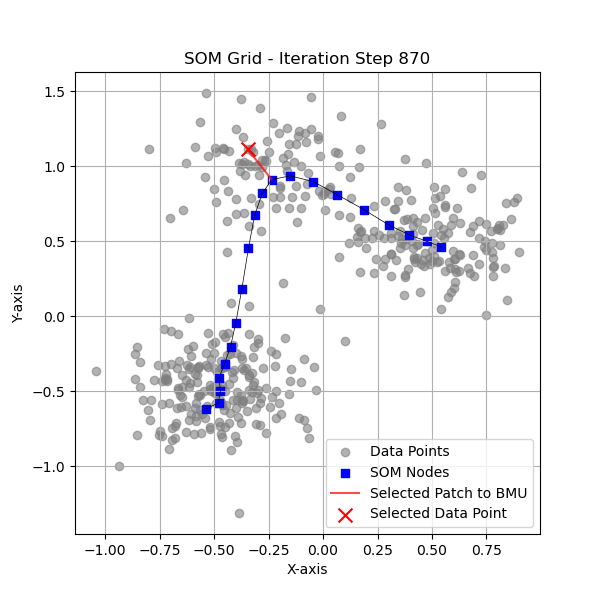 SOM Grid - Iteration Step 870
1.5
1.0
0.5
0.0
−0.5
−1.0
Y-axis
−1.00 −0.75 −0.50 −0.25 0.00 0.25 0.50 0.75
X-axis
Data Points
SOM Nodes
Selected Patch to BMU
Selected Data Point